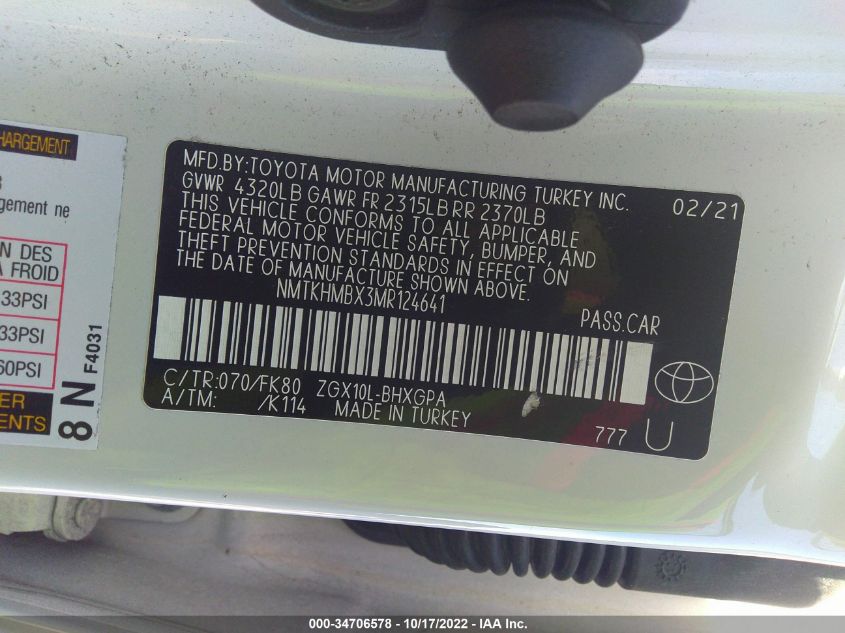 HARGEMENT
gement ne
N DES
A FROID
33PSI
33PSI
60PSI
ER
ENTS
8 N
F4031
MFD.BY:TOYOTA MOTOR MANUFACTURING TURKEY INC. 02/21
GVWR 4320LB GAWR FR 2315LB RR 2370LB
THIS VEHICLE CONFORMS TO ALL APPLICABLE
FEDERAL MOTOR VEHICLE SAFETY, BUMPER, AND
THEFT PREVENTION STANDARDS IN EFFECT ON
THE DATE OF MANUFACTURE SHOWN ABOVE.
NMTKHMBX3MR124641 PASS.CAR
C/TR:070/FK80 ZGX10L-BHXGPA
A/TM: /K114 MADE IN TURKEY 777 U
000-34706578 - 10/17/2022 - IAA Inc.